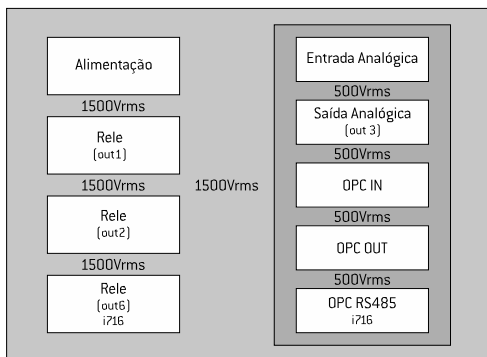 Alimentação
1500Vrms
Rele
(out1)
1500Vrms
Rele
(out2)
1500Vrms
Rele
(out6)
i716
1500Vrms
Entrada Analógica
500Vrms
Saída Analógica
(out 3)
500Vrms
OPC IN
500Vrms
OPC OUT
500Vrms
OPC RS485
i716